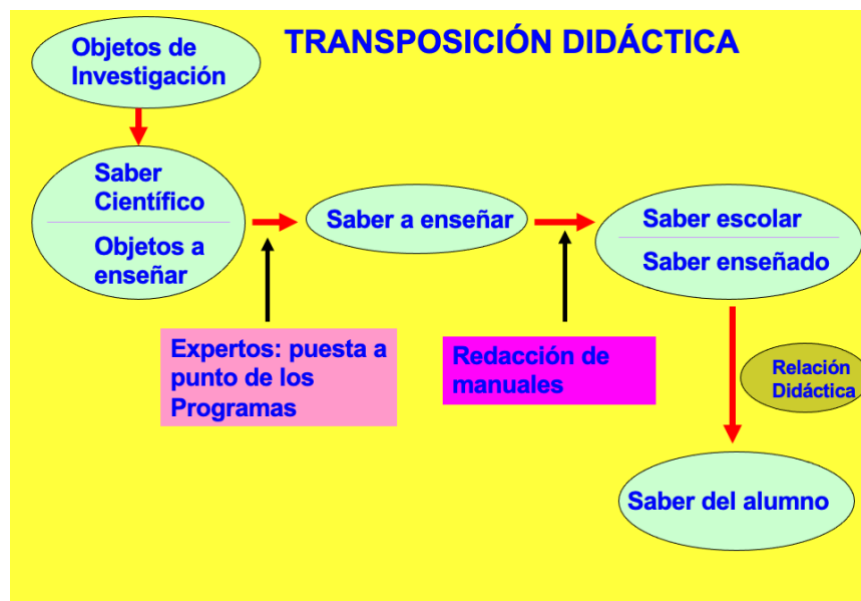 TRANSPOSICIÓN DIDÁCTICA
Objetos de
Investigación
Saber
Científico
Objetos a
enseñar
Saber a enseñar
Saber escolar
Saber enseñado
Expertos: puesta a
punto de los
Programas
Redacción de
manuales
Relación
Didáctica
Saber del alumno